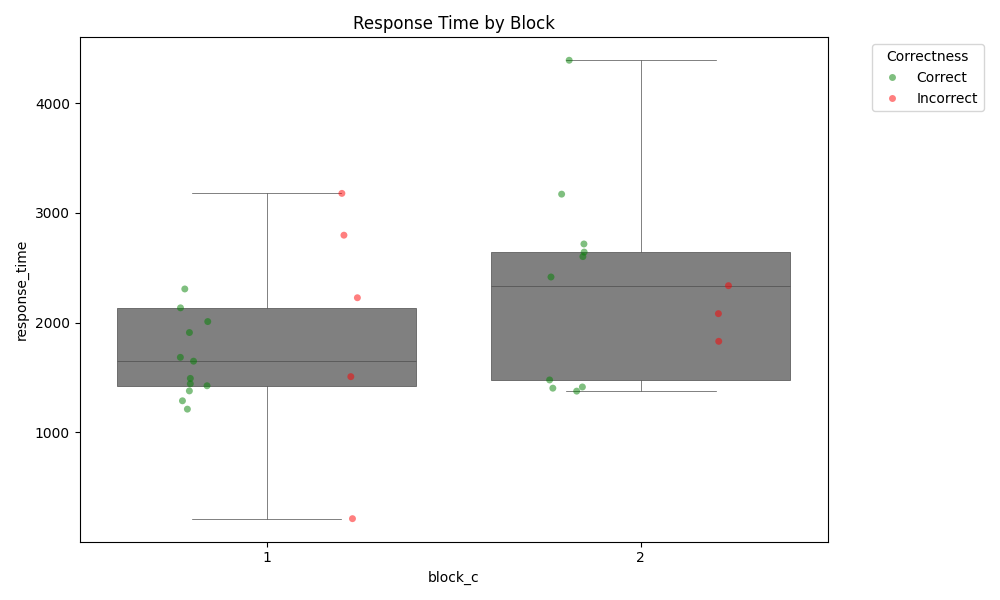 Response Time by Block
Correctness
Correct
Incorrect
4000
3000
2000
1000
response_time
1
2
block_c